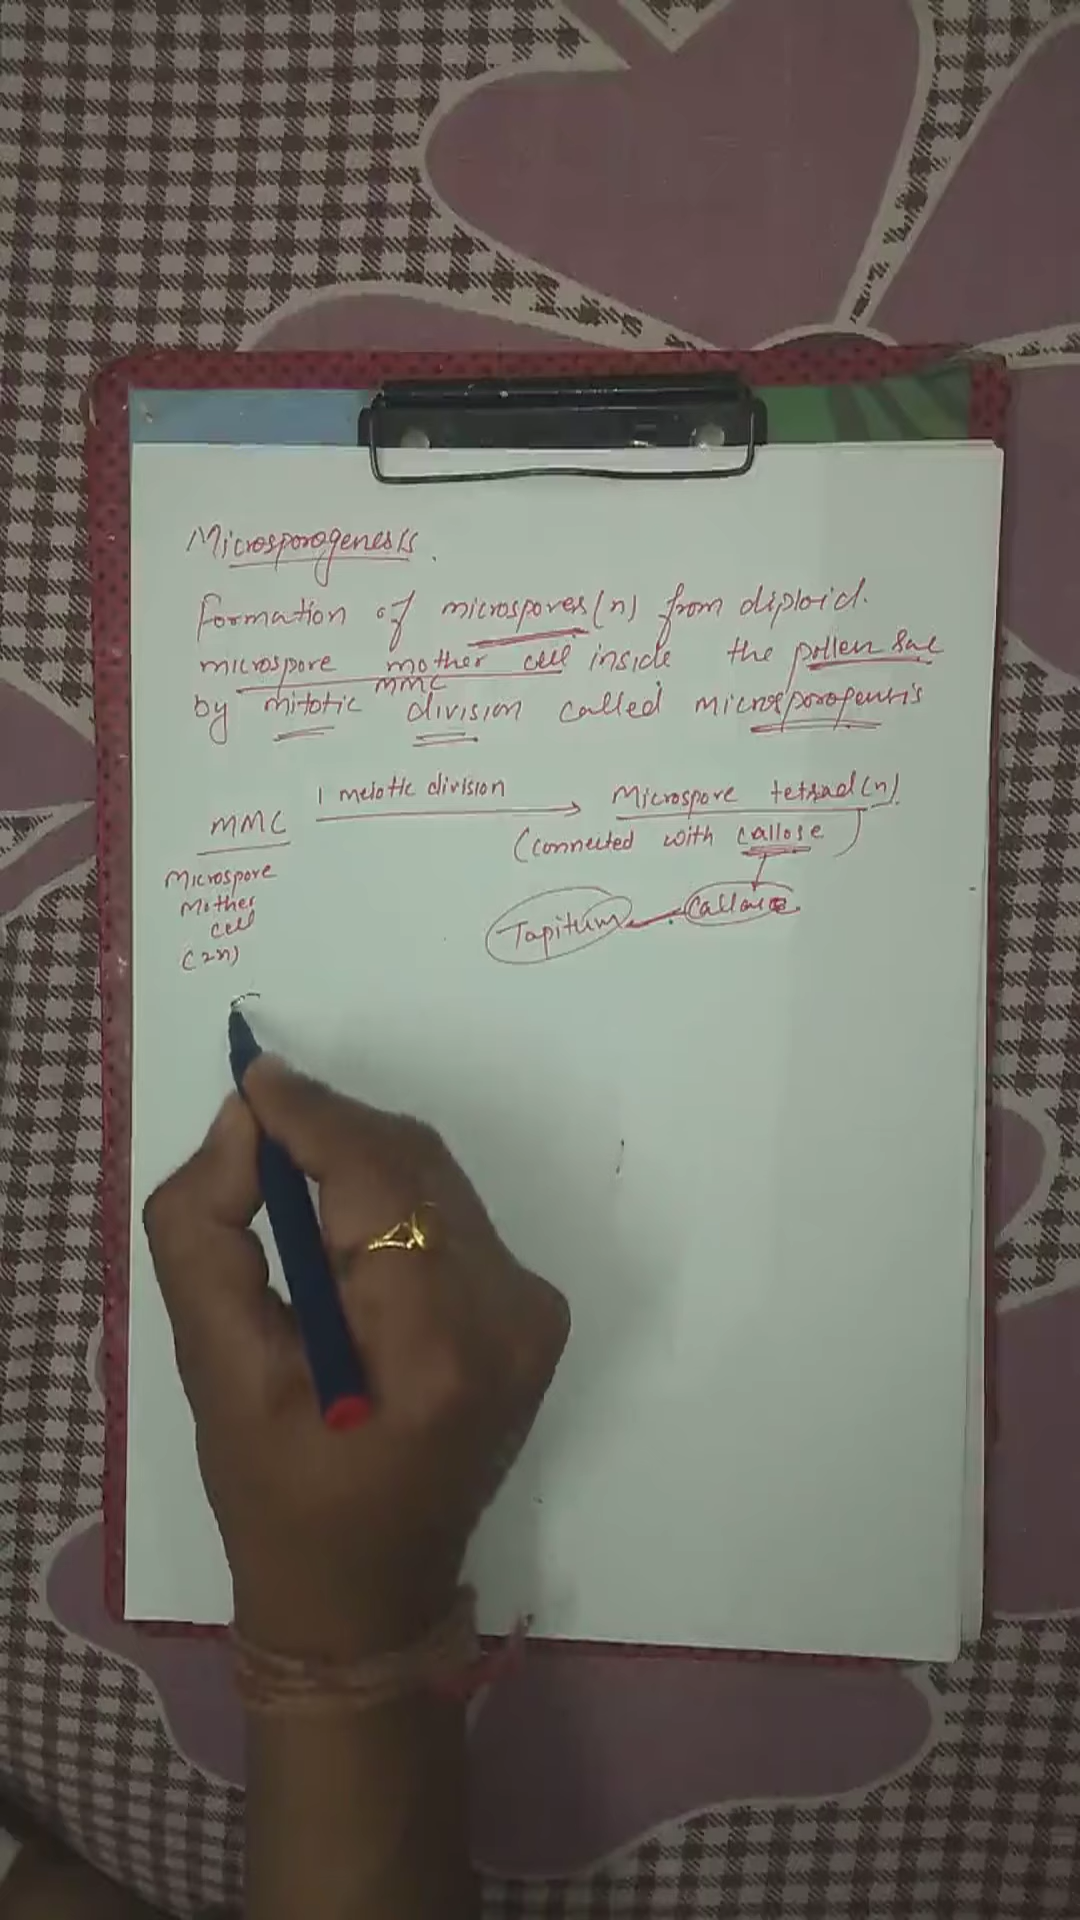 Microsporogenesis.
Formation of microspores (n) from diploid.
microspore mother cell inside the pollen sac
MMC
by mitotic division called microsporogenesis
1 meiotic division
Microspore tetrad (n).
MMC
(connected with callose)
Microspore
Mother
cell
(2n)
Tapitum